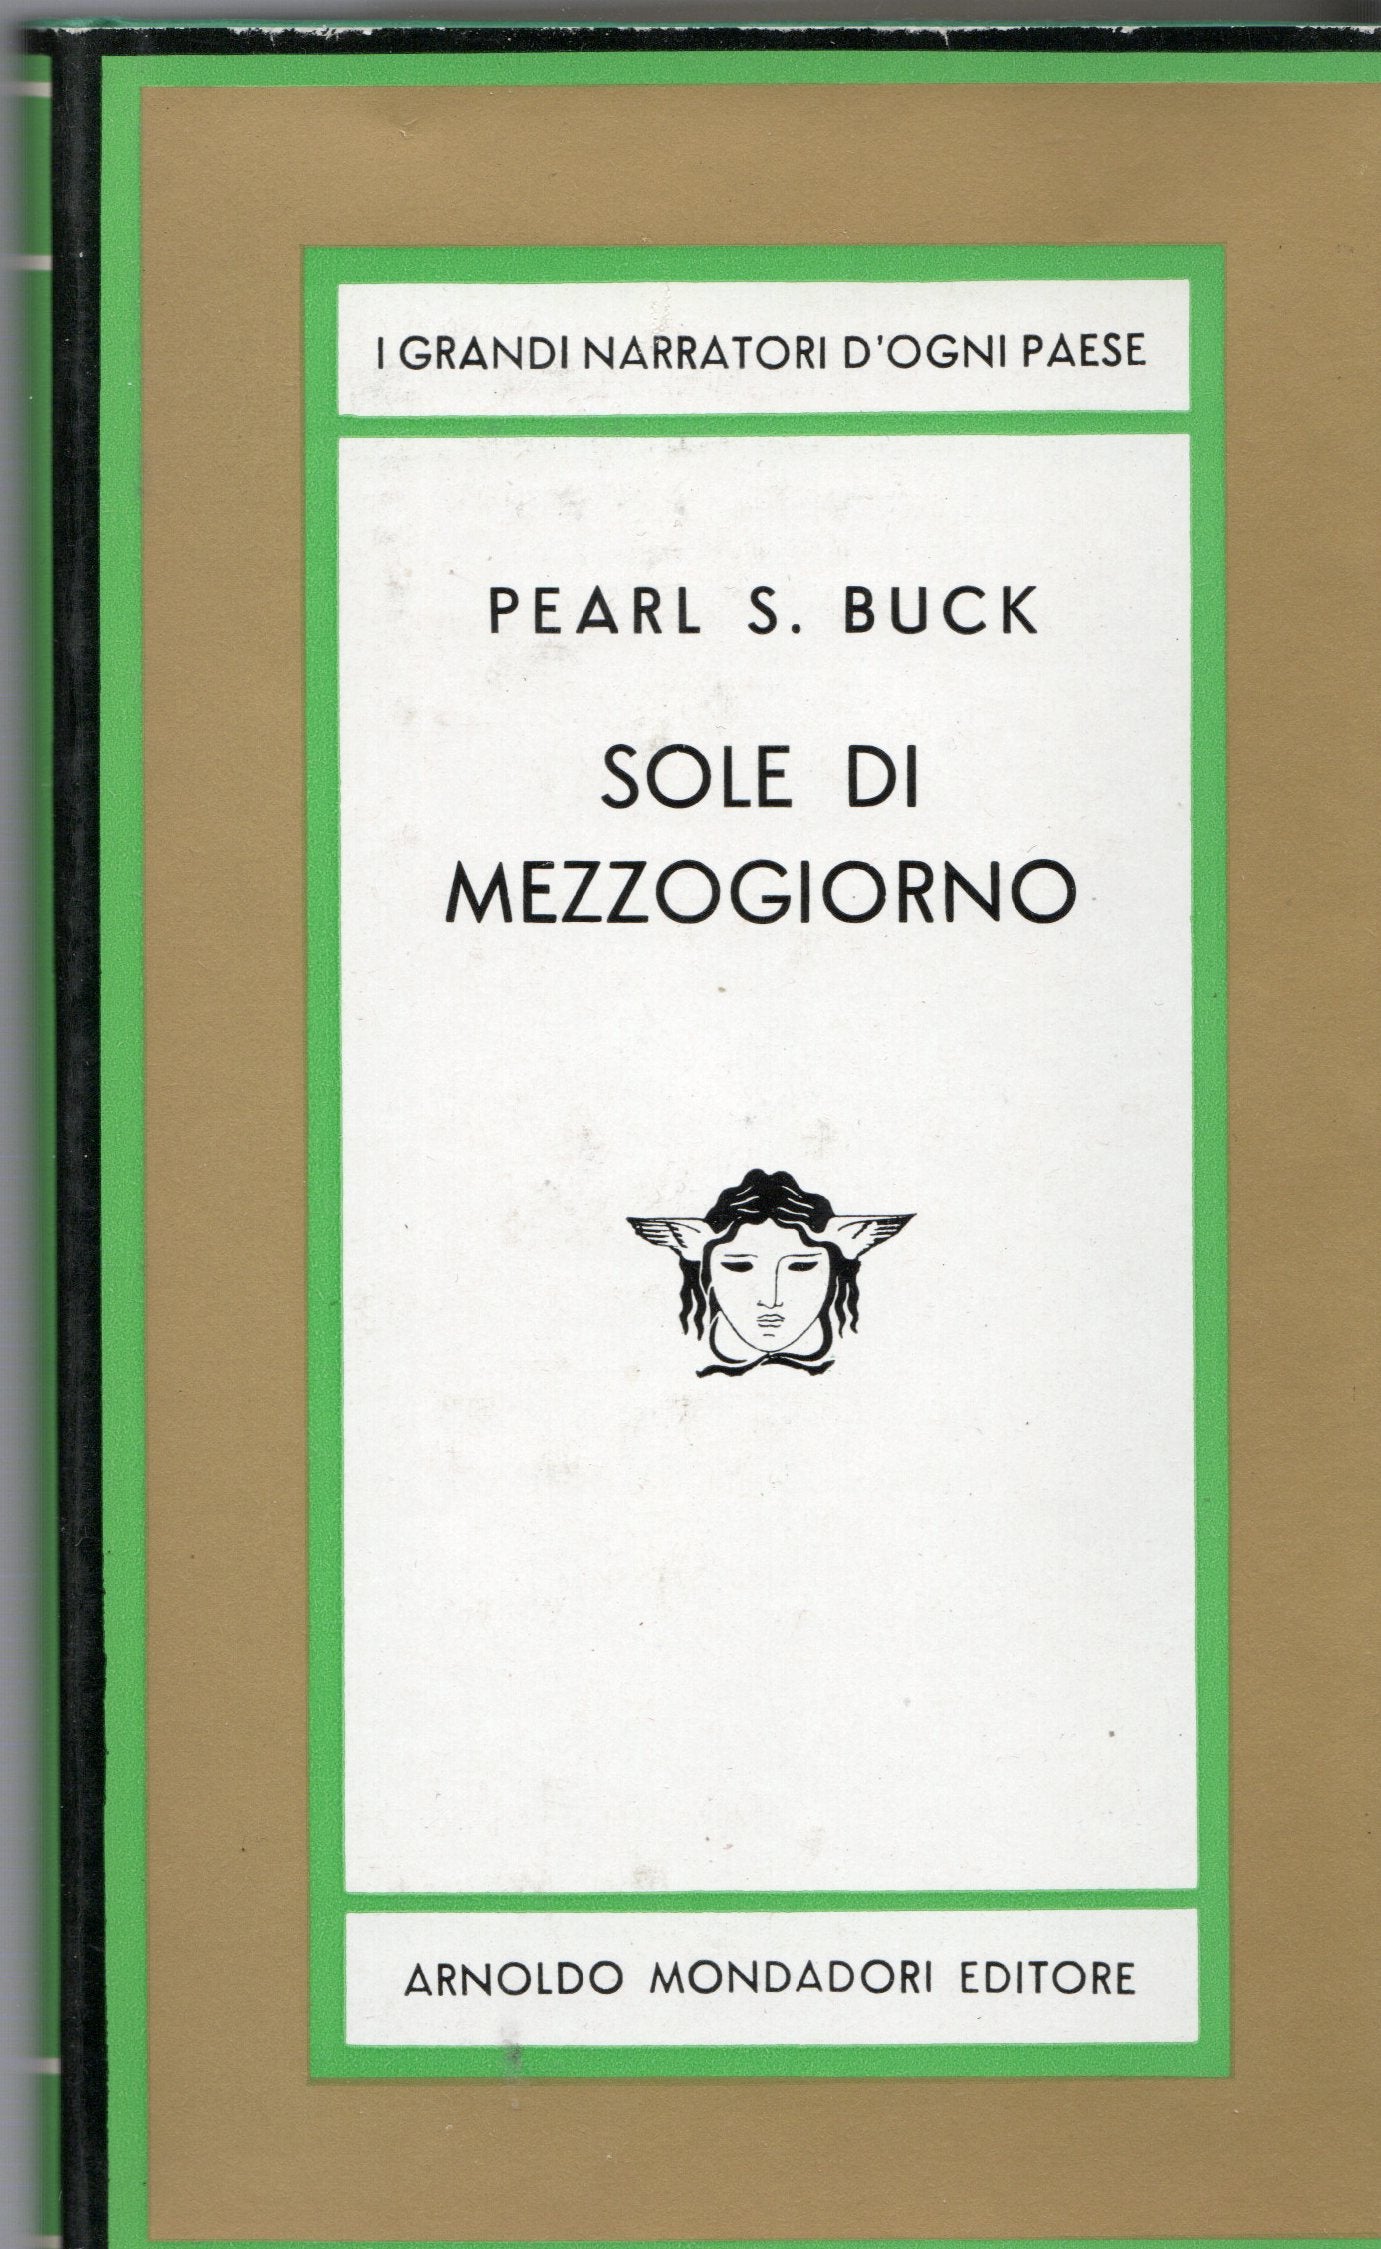 I GRANDI NARRATORI D'OGNI PAESE
PEARL S. BUCK
SOLE DI
MEZZOGIORNO
ARNOLDO MONDADORI EDITORE